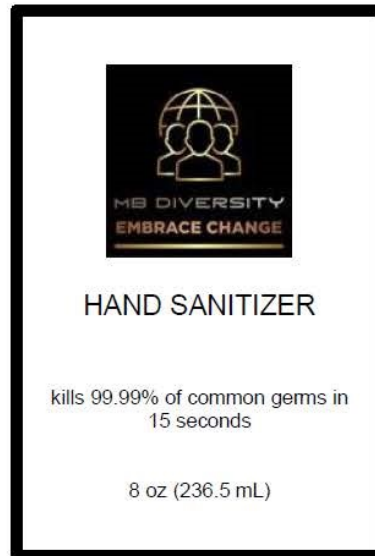 MB DIVERSITY
EMBRACE CHANGE
HAND SANITIZER
kills 99.99% of common germs in
15 seconds
8 oz (236.5 mL)